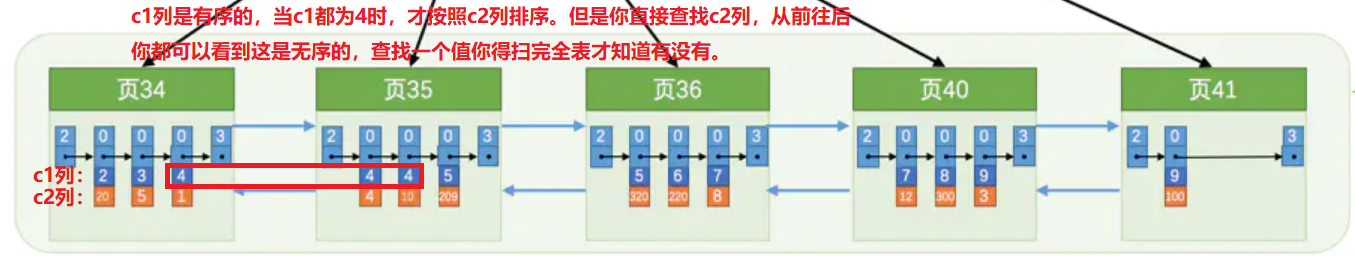 c1列是有序的，当c1都为4时，才按照c2列排序。但是你直接查找c2列，从前往后
你都可以看到这是无序的，查找一个值你得扫完全表才知道有没有。
页34 页35 页36 页40 页41
2 0 0 0 3 2 0 0 0 3 2 0 0 0 3 2 0 0 0 3 2 0 3
c1列： 2 3 4 4 4 5 5 6 7 7 8 9 9
c2列： 20 5 1 4 10 209 320 220 8 12 300 3 100